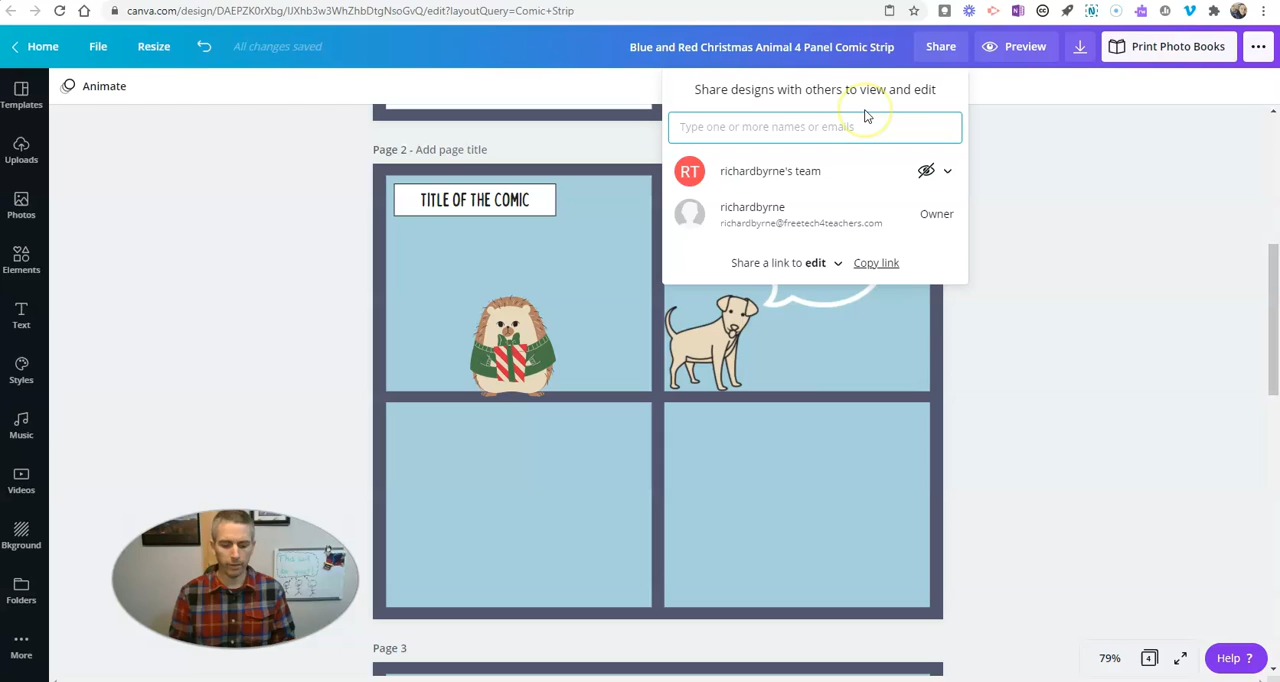 canva.com/design/DAEPZK0rXbg/IJXhb3w3WhZhbDtgNsoGvQ/edit?layoutQuery=Comic+Strip
Home File Resize All changes saved Blue and Red Christmas Animal 4 Panel Comic Strip Share Preview Print Photo Books
Templates
Uploads
Photos
Elements
Text
Styles
Music
Videos
Bkground
Folders
More
Animate
Share designs with others to view and edit
Type one or more names or emails
RT richardbyrne's team
richardbyrne
richardbyrne@freetech4teachers.com
Owner
Share a link to edit Copy link
Page 2 - Add page title
TITLE OF THE COMIC
Page 3
79% 4 Help ?